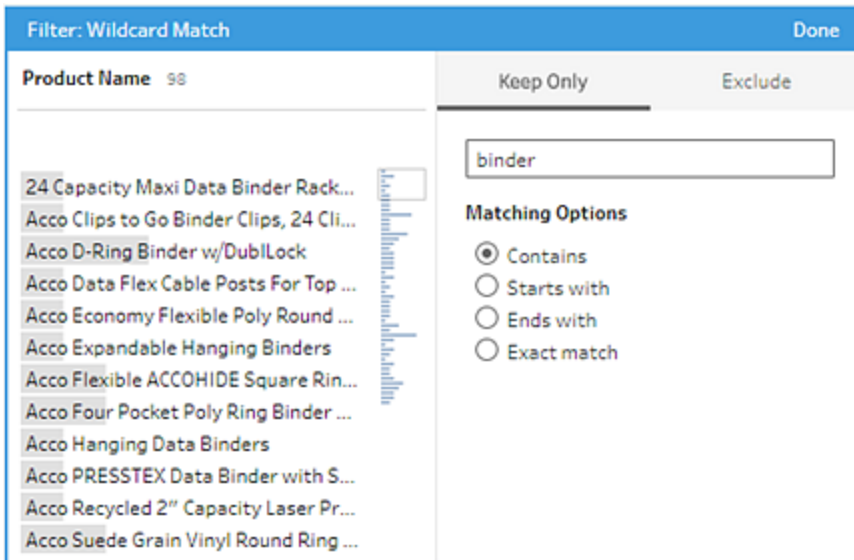 Filter: Wildcard Match
Done
Product Name 98
Keep Only
Exclude
binder
Matching Options
Contains
Starts with
Ends with
Exact match
24 Capacity Maxi Data Binder Rack...
Acco Clips to Go Binder Clips, 24 Cli...
Acco D-Ring Binder w/DublLock
Acco Data Flex Cable Posts For Top ...
Acco Economy Flexible Poly Round ...
Acco Expandable Hanging Binders
Acco Flexible ACCOHIDE Square Rin...
Acco Four Pocket Poly Ring Binder ...
Acco Hanging Data Binders
Acco PRESSTEX Data Binder with S...
Acco Recycled 2” Capacity Laser Pr...
Acco Suede Grain Vinyl Round Ring ...